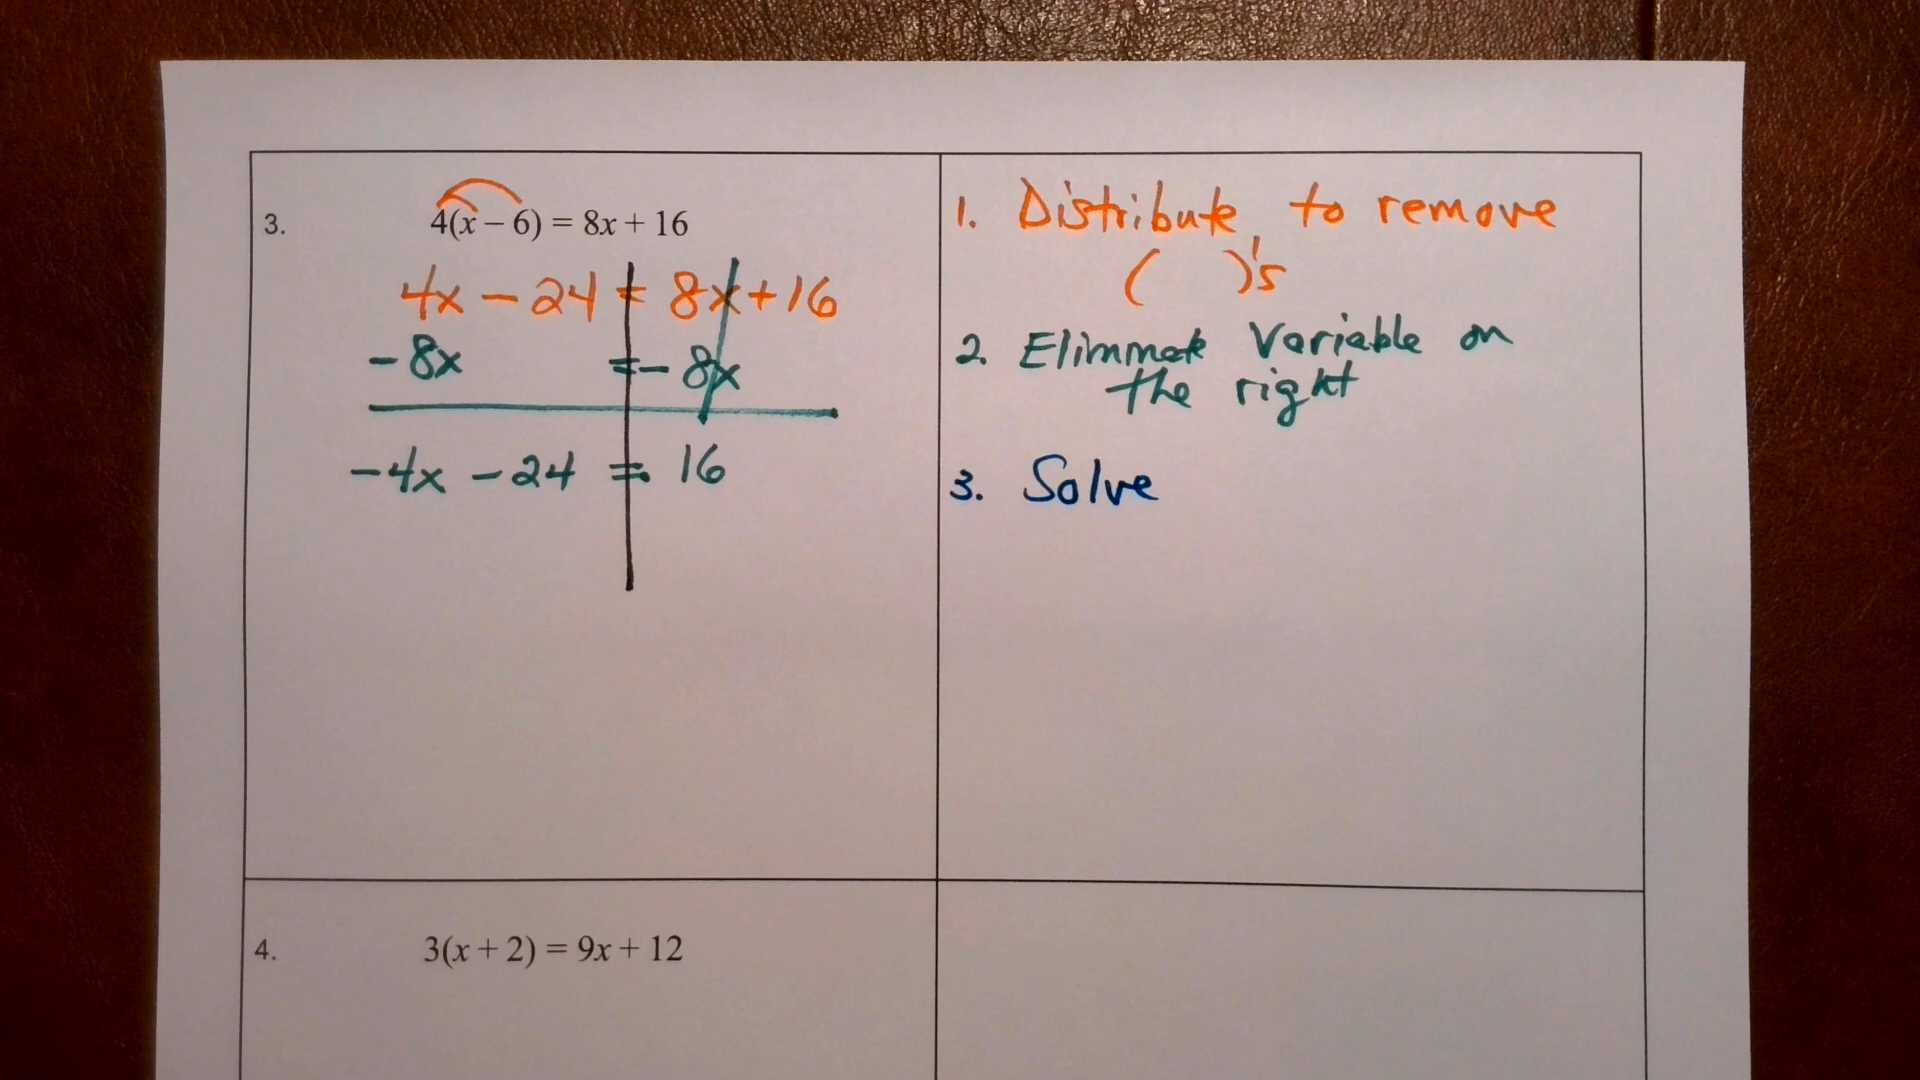 3. 4(x − 6) = 8x + 16
4x − 24 = 8x + 16
−8x = −8x
−4x − 24 = 16
1. Distribute to remove
( )'s
2. Eliminate Variable on
the right
3. Solve
4. 3(x + 2) = 9x + 12